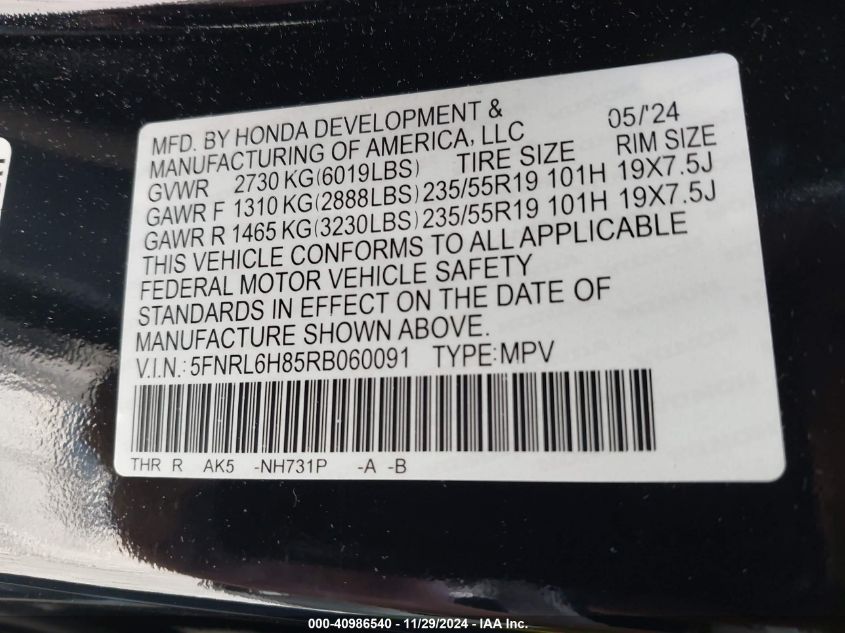 MFD. BY HONDA DEVELOPMENT & 05/'24
MANUFACTURING OF AMERICA, LLC
GVWR 2730 KG(6019LBS) TIRE SIZE RIM SIZE
GAWR F 1310 KG(2888LBS) 235/55R19 101H 19X7.5J
GAWR R 1465 KG(3230LBS) 235/55R19 101H 19X7.5J
THIS VEHICLE CONFORMS TO ALL APPLICABLE
FEDERAL MOTOR VEHICLE SAFETY
STANDARDS IN EFFECT ON THE DATE OF
MANUFACTURE SHOWN ABOVE.
V.I.N.: 5FNRL6H85RB060091 TYPE:MPV
THR R AK5 -NH731P -A -B
000-40986540 - 11/29/2024 - IAAI.COM